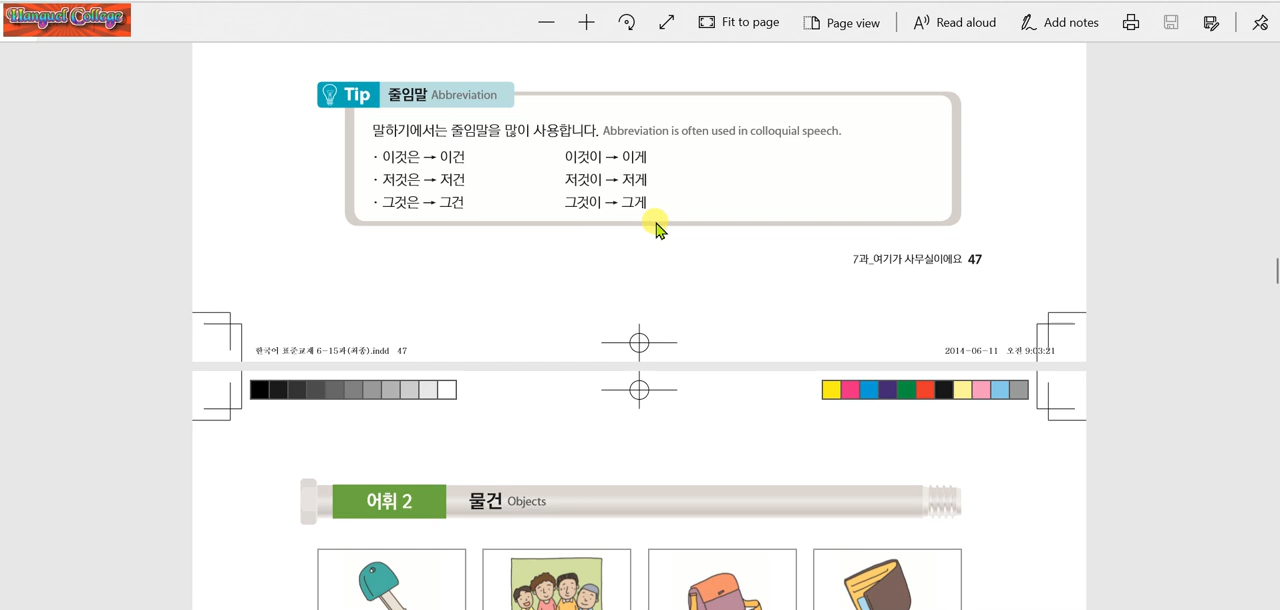 Hanguel College
Fit to page
Page view
Read aloud
Add notes
Tip 줄임말 Abbreviation
말하기에서는 줄임말을 많이 사용합니다. Abbreviation is often used in colloquial speech.
· 이것은 → 이건 이것이 → 이게
· 저것은 → 저건 저것이 → 저게
· 그것은 → 그건 그것이 → 그게
7과_여기가 사무실이에요 47
한국어 표준교재 6-15과(최종).indd 47 2014-06-11 오전 9:03:21
어휘 2 물건 Objects